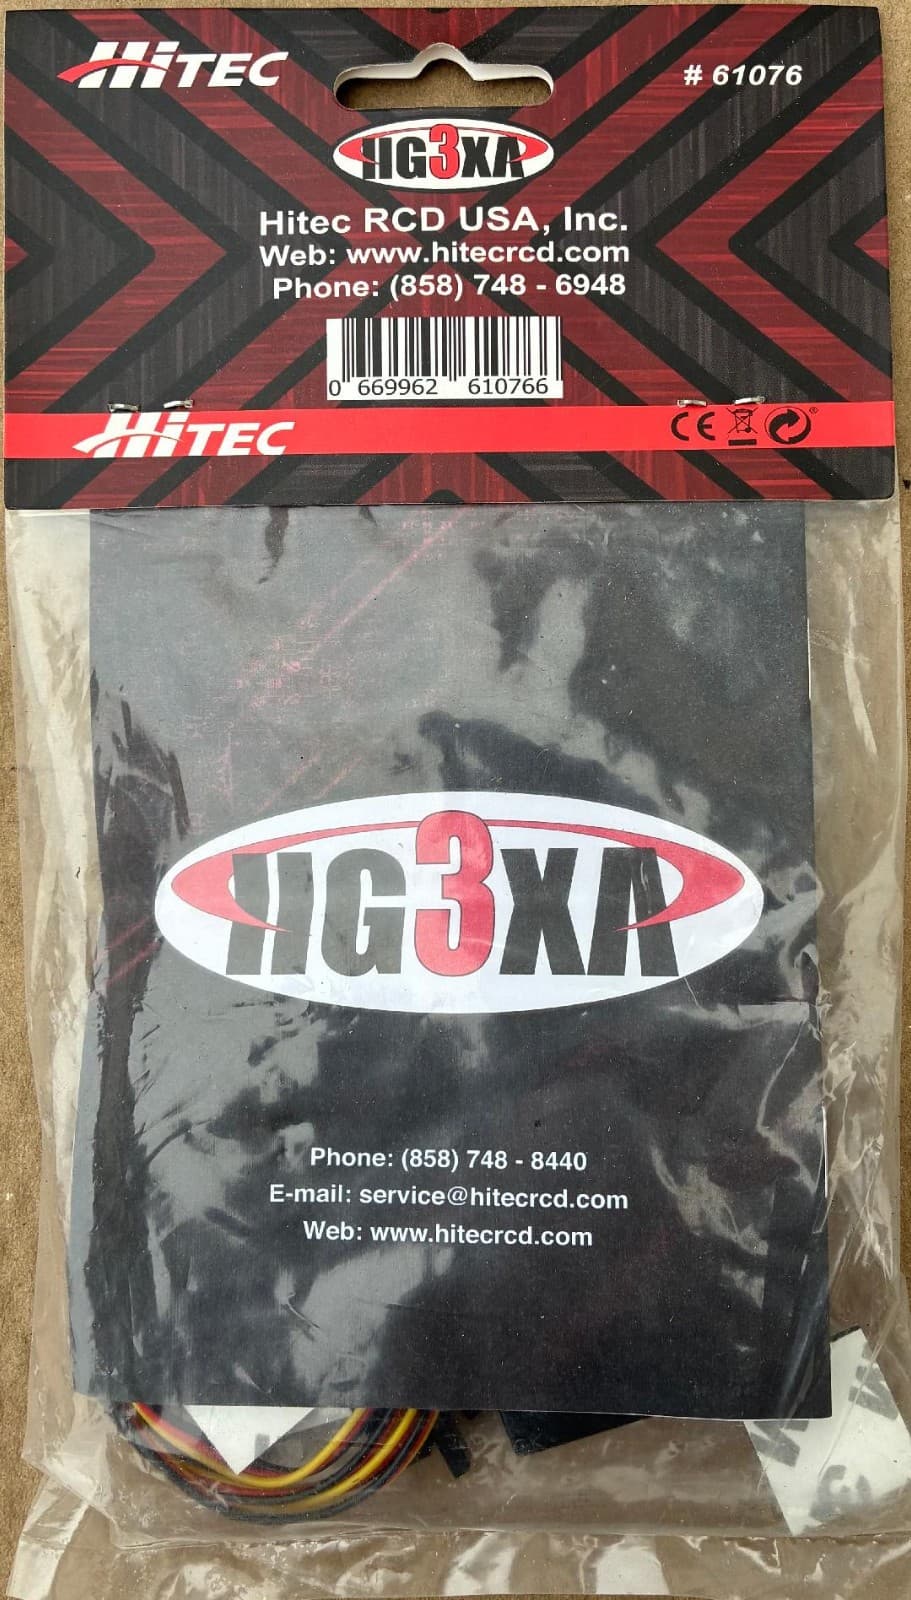 HiTEC
# 61076
HG3XA
Hitec RCD USA, Inc.
Web: www.hitecrcd.com
Phone: (858) 748 - 6948
0 669962 610766
HiTEC
CE
HG3XA
Phone: (858) 748 - 8440
E-mail: service@hitecrcd.com
Web: www.hitecrcd.com